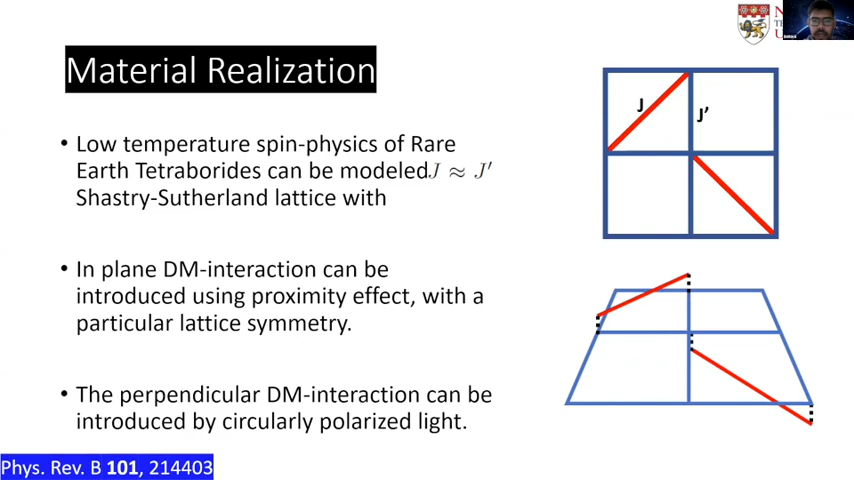 Material Realization
• Low temperature spin-physics of Rare
Earth Tetraborides can be modeled J ≈ J′
Shastry-Sutherland lattice with
• In plane DM-interaction can be
introduced using proximity effect, with a
particular lattice symmetry.
• The perpendicular DM-interaction can be
introduced by circularly polarized light.
Phys. Rev. B 101, 214403
J
J’